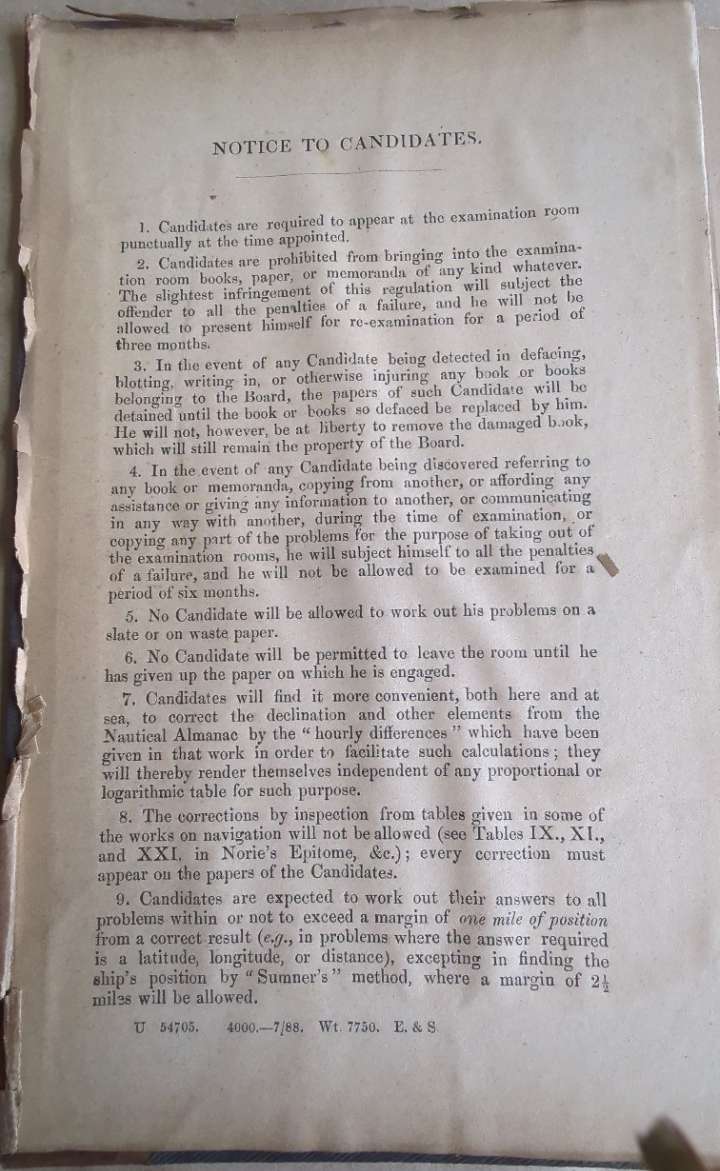 NOTICE TO CANDIDATES.
1. Candidates are required to appear at the examination room
punctually at the time appointed.
2. Candidates are prohibited from bringing into the examina-
tion room books, paper, or memoranda of any kind whatever.
The slightest infringement of this regulation will subject the
offender to all the penalties of a failure, and he will not be
allowed to present himself for re-examination for a period of
three months.
3. In the event of any Candidate being detected in defacing,
blotting, writing in, or otherwise injuring any book or books
belonging to the Board, the papers of such Candidate will be
detained until the book or books so defaced be replaced by him.
He will not, however, be at liberty to remove the damaged book,
which will still remain the property of the Board.
4. In the event of any Candidate being discovered referring to
any book or memoranda, copying from another, or affording any
assistance or giving any information to another, or communicating
in any way with another, during the time of examination, or
copying any part of the problems for the purpose of taking out of
the examination rooms, he will subject himself to all the penalties
of a failure, and he will not be allowed to be examined for a
period of six months.
5. No Candidate will be allowed to work out his problems on a
slate or on waste paper.
6. No Candidate will be permitted to leave the room until he
has given up the paper on which he is engaged.
7. Candidates will find it more convenient, both here and at
sea, to correct the declination and other elements from the
Nautical Almanac by the "hourly differences" which have been
given in that work in order to facilitate such calculations; they
will thereby render themselves independent of any proportional or
logarithmic table for such purpose.
8. The corrections by inspection from tables given in some of
the works on navigation will not be allowed (see Tables IX., XI.,
and XXI. in Norie's Epitome, &c.); every correction must
appear on the papers of the Candidates.
9. Candidates are expected to work out their answers to all
problems within or not to exceed a margin of one mile of position
from a correct result (e.g., in problems where the answer required
is a latitude, longitude, or distance), excepting in finding the
ship's position by "Sumner's" method, where a margin of 2½
miles will be allowed.
U 54705. 4000.—7/88. Wt. 7750. E. & S